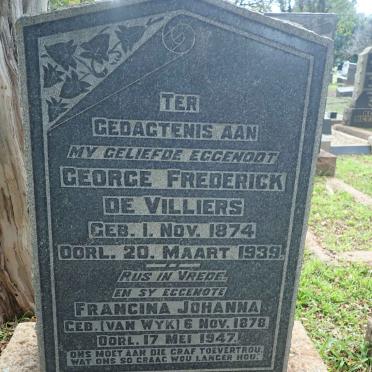 TER
GEDAGTENIS AAN
MY GELIEFDE EGGENOOT
GEORGE FREDERICK
DE VILLIERS
GEB. 1. NOV. 1874.
OORL. 20. MAART 1939.
RUS IN VREDE.
EN SY EGGENOTE
FRANCINA JOHANNA
GEB. (VAN WYK) 6 NOV. 1878
OORL. 17 MEI 1947.
ONS MOET AAN DIE GRAF TOEVERTROU,
WAT ONS SO GRAAG WOU LANGER HOU.